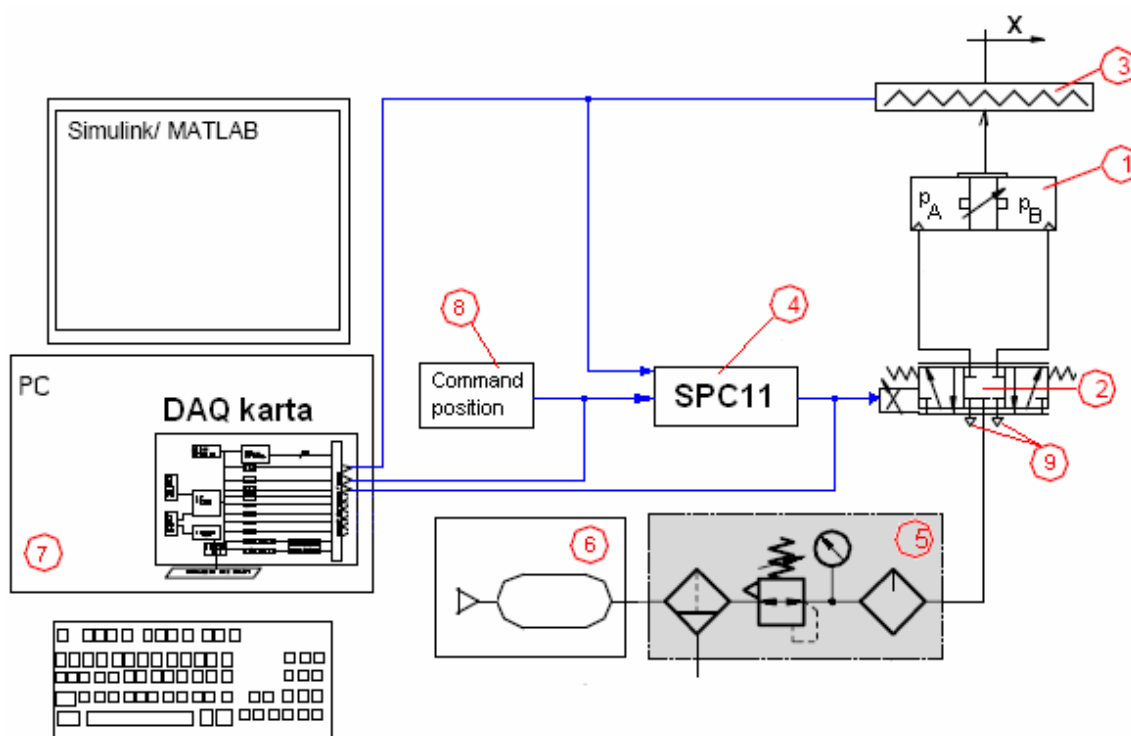 X
3
Simulink/ MATLAB
1
pA
pB
8
4
PC
Command
position
SPC11
2
DAQ karta
9
7
6
5